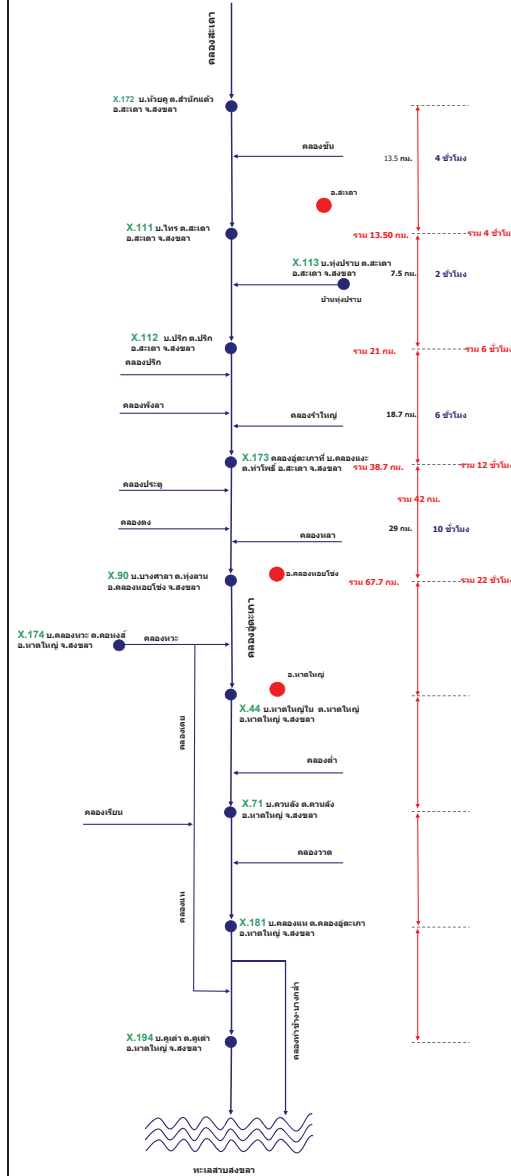 คลองสะเดา
X.172 บ.ห้วยคู ต.สำนักแต้ว
อ.สะเดา จ.สงขลา
คลองขัน
13.5 กม.
4 ชั่วโมง
อ.สะเดา
X.111 บ.ไทร ต.สะเดา
อ.สะเดา จ.สงขลา
รวม 13.50 กม.
รวม 4 ชั่วโมง
X.113 บ.ทุ่งปราบ ต.สะเดา
อ.สะเดา จ.สงขลา
7.5 กม.
2 ชั่วโมง
บ้านทุ่งปราบ
X.112 บ.ปริก ต.ปริก
อ.สะเดา จ.สงขลา
รวม 21 กม.
รวม 6 ชั่วโมง
คลองปริก
คลองพังลา
คลองรำใหญ่
18.7 กม.
6 ชั่วโมง
X.173 คลองอู่ตะเภาที่ บ.คลองแงะ
ต.ท่าโพธิ์ อ.สะเดา จ.สงขลา
รวม 38.7 กม.
รวม 12 ชั่วโมง
คลองประตู
รวม 42 กม.
คลองตง
คลองหลา
29 กม.
10 ชั่วโมง
X.90 บ.บางศาลา ต.ทุ่งลาน
อ.คลองหอยโข่ง จ.สงขลา
อ.คลองหอยโข่ง
รวม 67.7 กม.
รวม 22 ชั่วโมง
คลองอู่ตะเภา
X.174 บ.คลองหวะ ต.คอหงส์
อ.หาดใหญ่ จ.สงขลา
คลองหวะ
อ.หาดใหญ่
X.44 บ.หาดใหญ่ใน ต.หาดใหญ่
อ.หาดใหญ่ จ.สงขลา
คลองเตย
คลองต่ำ
X.71 บ.ควนลัง ต.ควนลัง
อ.หาดใหญ่ จ.สงขลา
คลองเรียน
คลองวาด
คลองแห
X.181 บ.คลองแห ต.คลองอู่ตะเภา
อ.หาดใหญ่ จ.สงขลา
คลองท่าช้าง-บางกล่ำ
X.194 บ.คูเต่า ต.คูเต่า
อ.หาดใหญ่ จ.สงขลา
ทะเลสาบสงขลา